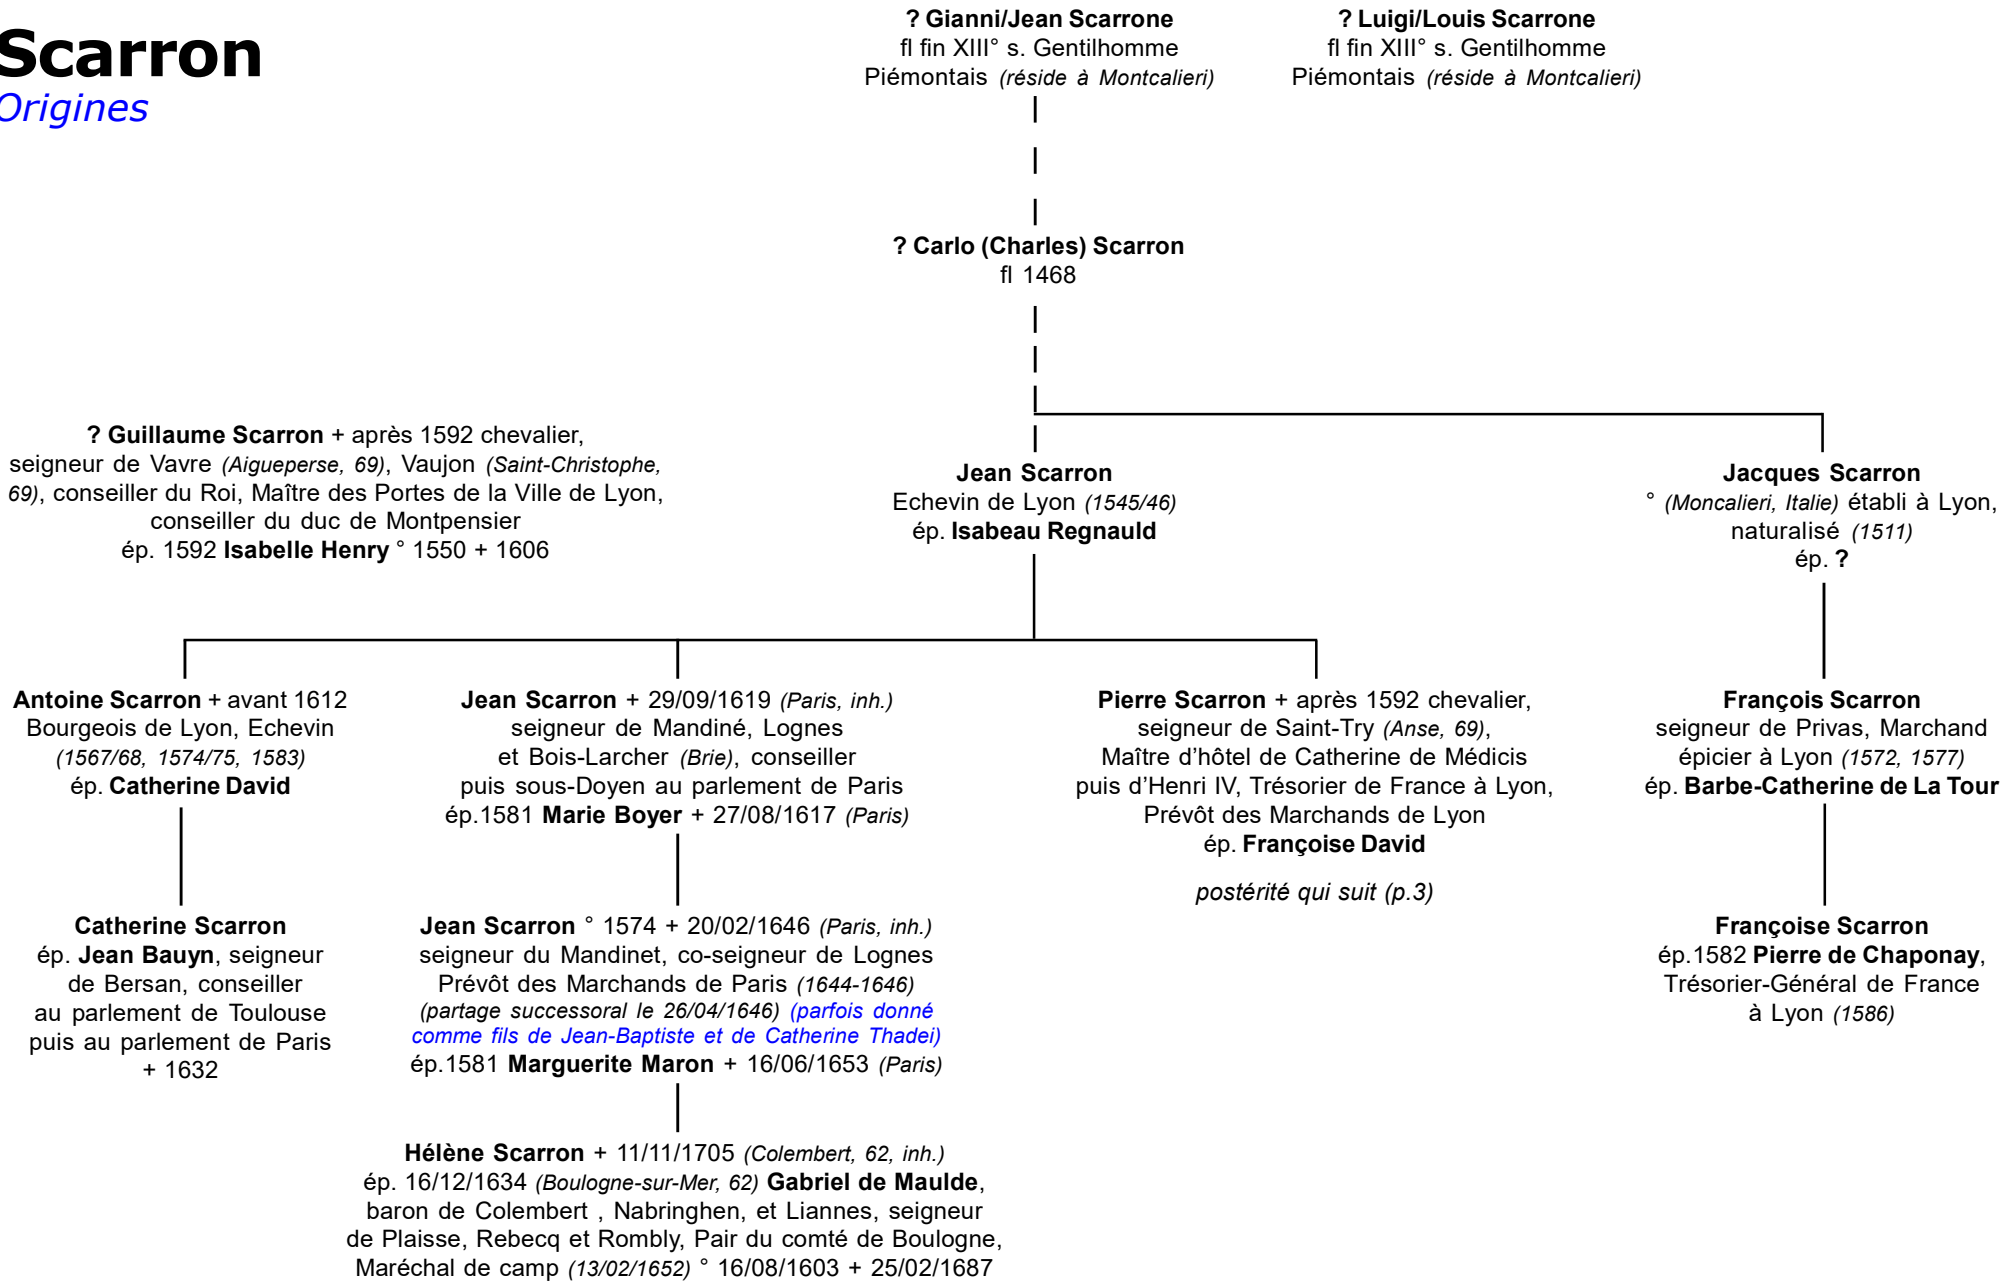 Scarron
Origines
? Gianni/Jean Scarrone
fl fin XIII° s. Gentilhomme
Piémontais (réside à Montcalieri)
? Luigi/Louis Scarrone
fl fin XIII° s. Gentilhomme
Piémontais (réside à Montcalieri)
? Carlo (Charles) Scarron
fl 1468
? Guillaume Scarron + après 1592 chevalier,
seigneur de Vavre (Aigueperse, 69), Vaujon (Saint-Christophe,
69), conseiller du Roi, Maître des Portes de la Ville de Lyon,
conseiller du duc de Montpensier
ép. 1592 Isabelle Henry ° 1550 + 1606
Jean Scarron
Echevin de Lyon (1545/46)
ép. Isabeau Regnauld
Jacques Scarron
° (Moncalieri, Italie) établi à Lyon,
naturalisé (1511)
ép. ?
Antoine Scarron + avant 1612
Bourgeois de Lyon, Echevin
(1567/68, 1574/75, 1583)
ép. Catherine David
Jean Scarron + 29/09/1619 (Paris, inh.)
seigneur de Mandiné, Lognes
et Bois-Larcher (Brie), conseiller
puis sous-Doyen au parlement de Paris
ép.1581 Marie Boyer + 27/08/1617 (Paris)
Pierre Scarron + après 1592 chevalier,
seigneur de Saint-Try (Anse, 69),
Maître d'hôtel de Catherine de Médicis
puis d'Henri IV, Trésorier de France à Lyon,
Prévôt des Marchands de Lyon
ép. Françoise David
postérité qui suit (p.3)
François Scarron
seigneur de Privas, Marchand
épicier à Lyon (1572, 1577)
ép. Barbe-Catherine de La Tour
Catherine Scarron
ép. Jean Bauyn, seigneur
de Bersan, conseiller
au parlement de Toulouse
puis au parlement de Paris
+ 1632
Jean Scarron ° 1574 + 20/02/1646 (Paris, inh.)
seigneur du Mandinet, co-seigneur de Lognes
Prévôt des Marchands de Paris (1644-1646)
(partage successoral le 26/04/1646) (parfois donné
comme fils de Jean-Baptiste et de Catherine Thadei)
ép.1581 Marguerite Maron + 16/06/1653 (Paris)
Françoise Scarron
ép.1582 Pierre de Chaponay,
Trésorier-Général de France
à Lyon (1586)
Hélène Scarron + 11/11/1705 (Colembert, 62, inh.)
ép. 16/12/1634 (Boulogne-sur-Mer, 62) Gabriel de Maulde,
baron de Colembert , Nabringhen, et Liannes, seigneur
de Plaisse, Rebecq et Rombly, Pair du comté de Boulogne,
Maréchal de camp (13/02/1652) ° 16/08/1603 + 25/02/1687